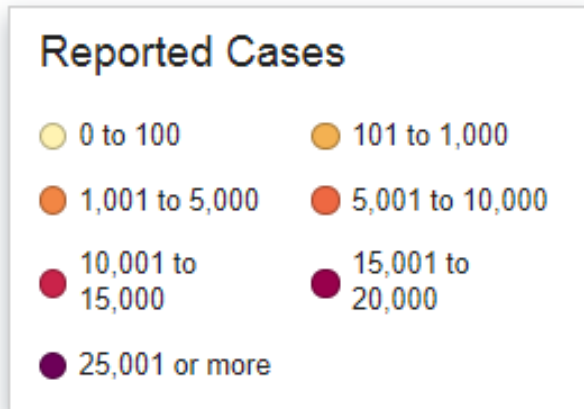 Reported Cases
0 to 100
101 to 1,000
1,001 to 5,000
5,001 to 10,000
10,001 to
15,000
15,001 to
20,000
25,001 or more